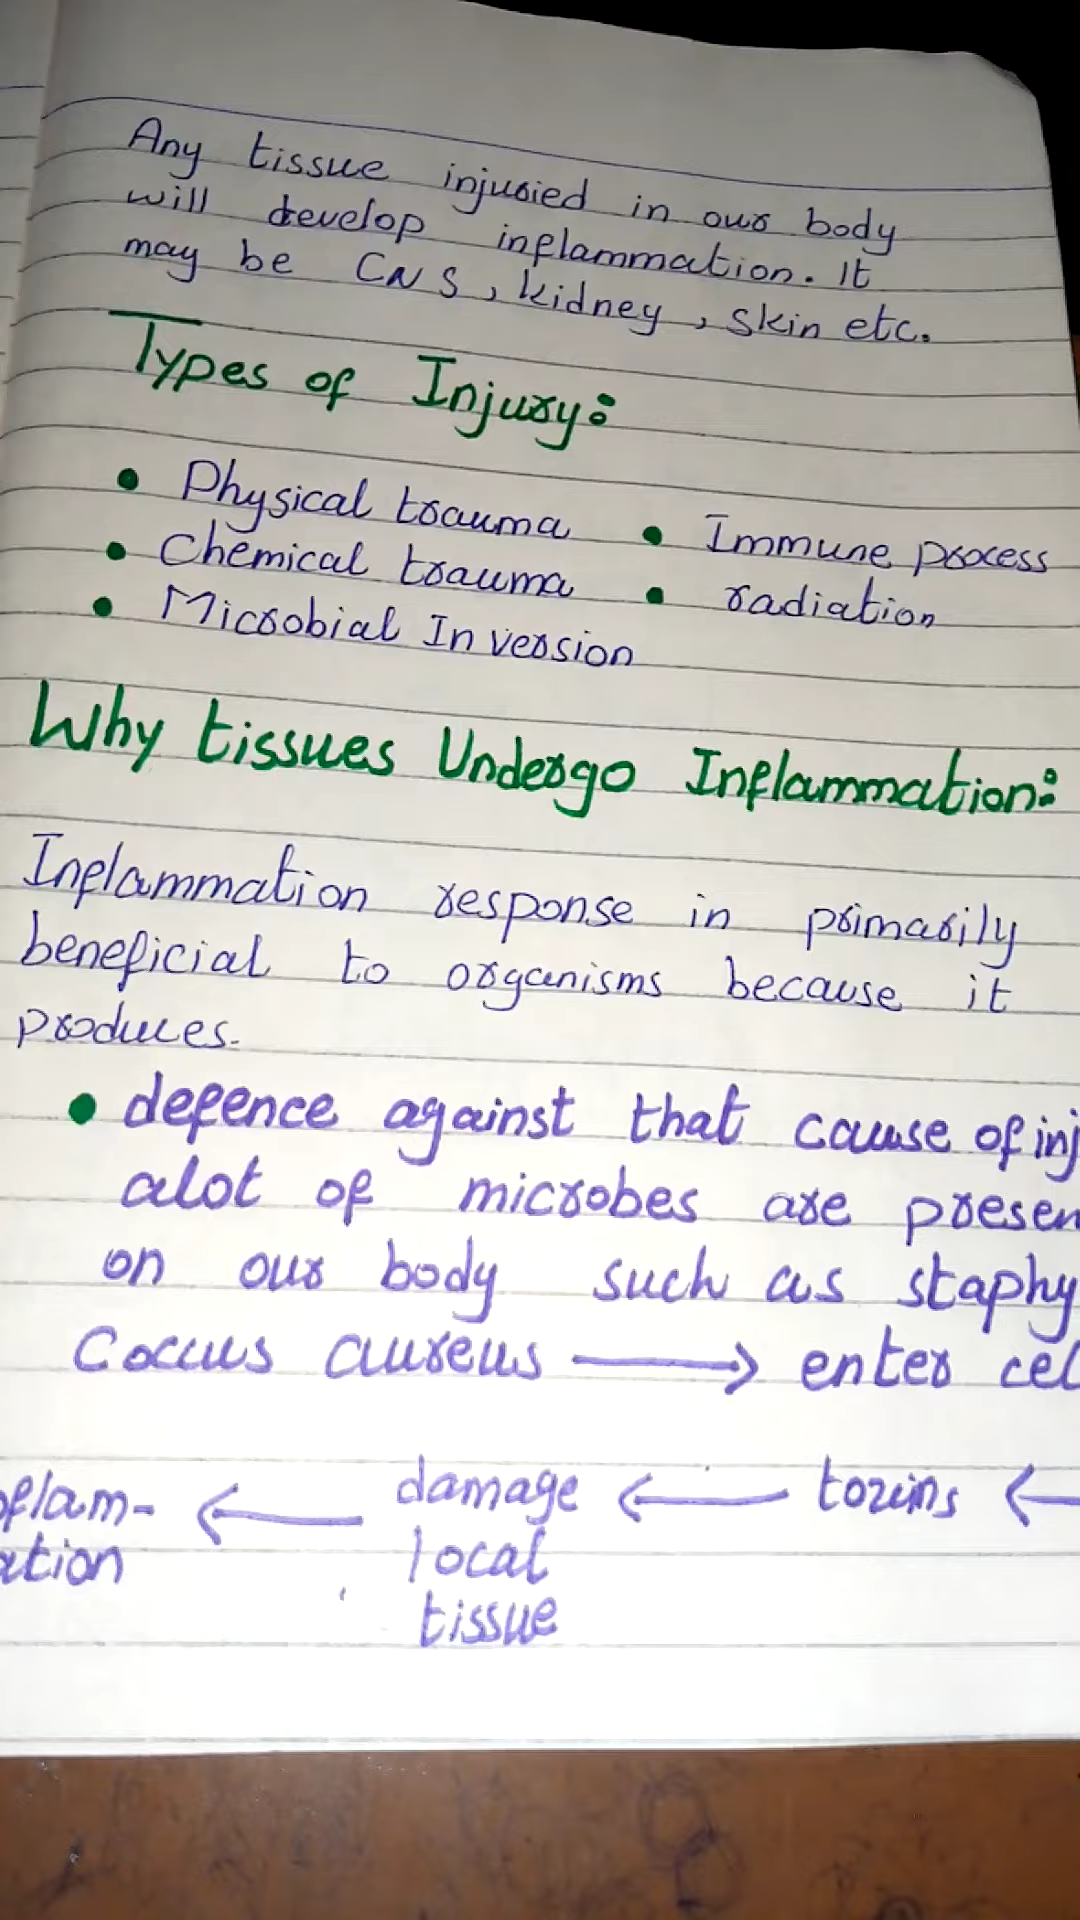 Any tissue injuried in our body
will develop inflammation. It
may be CNS, kidney, skin etc.
Types of Injury:
• Physical trauma • Immune process
• Chemical trauma • radiation
• Microbial Inversion
Why tissues Undergo Inflammation:
Inflammation response in primarily
beneficial to organisms because it
produces.
• defence against that cause of inj
alot of microbes are presen
on our body such as staphy
Coccus aureus → enter cel
flam- ← damage ← toxins ←
ation local
tissue